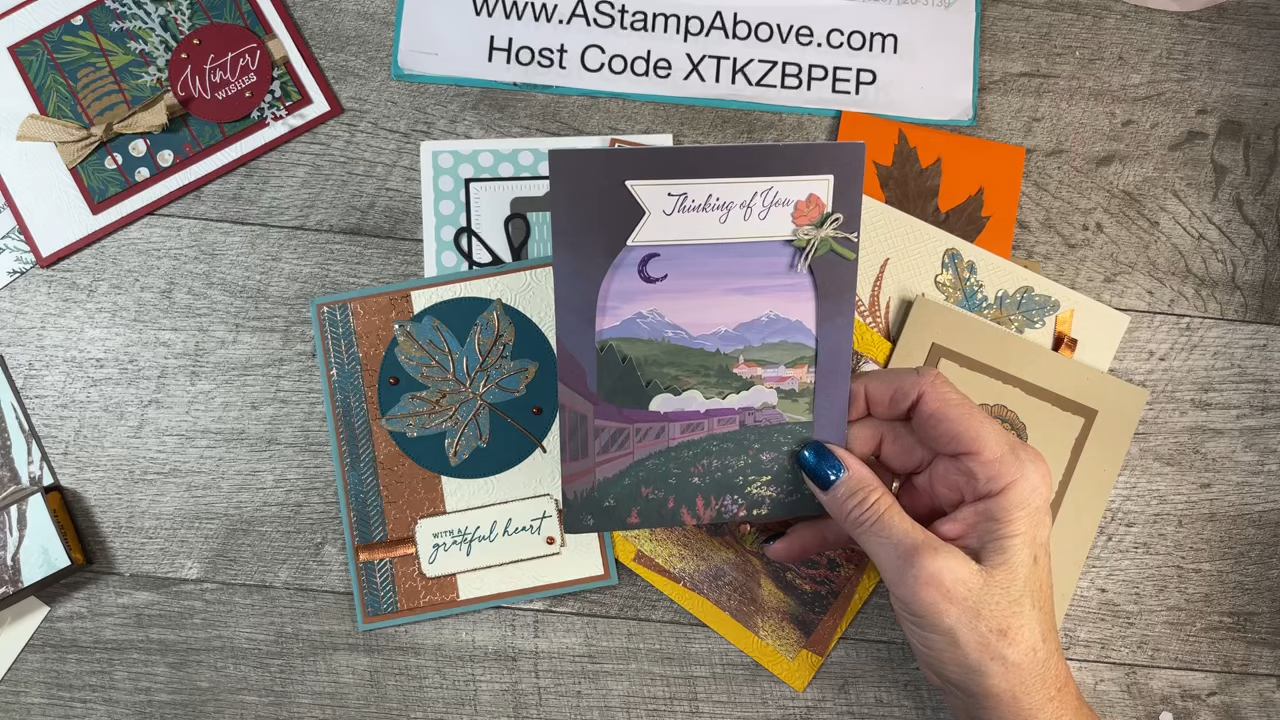 www.AStampAbove.com
Host Code XTKZBPEP
Winter
WISHES
Thinking of You
WITH A
grateful heart